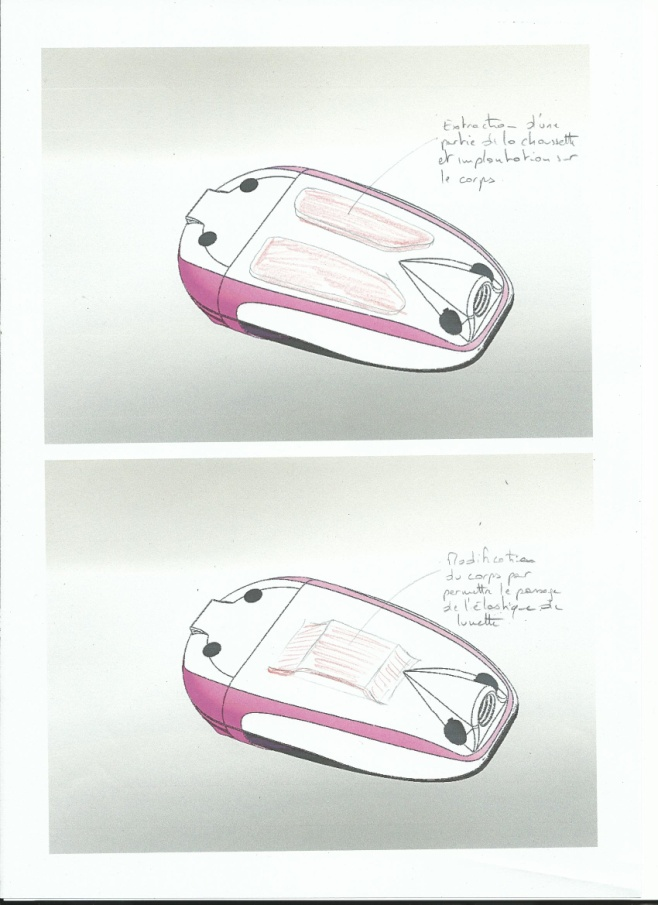 Extraction d'une
partie de la chaussette
et implantation sur
le corps
Modification
du corps par
permettre le passage
de l'élastique de
lunette